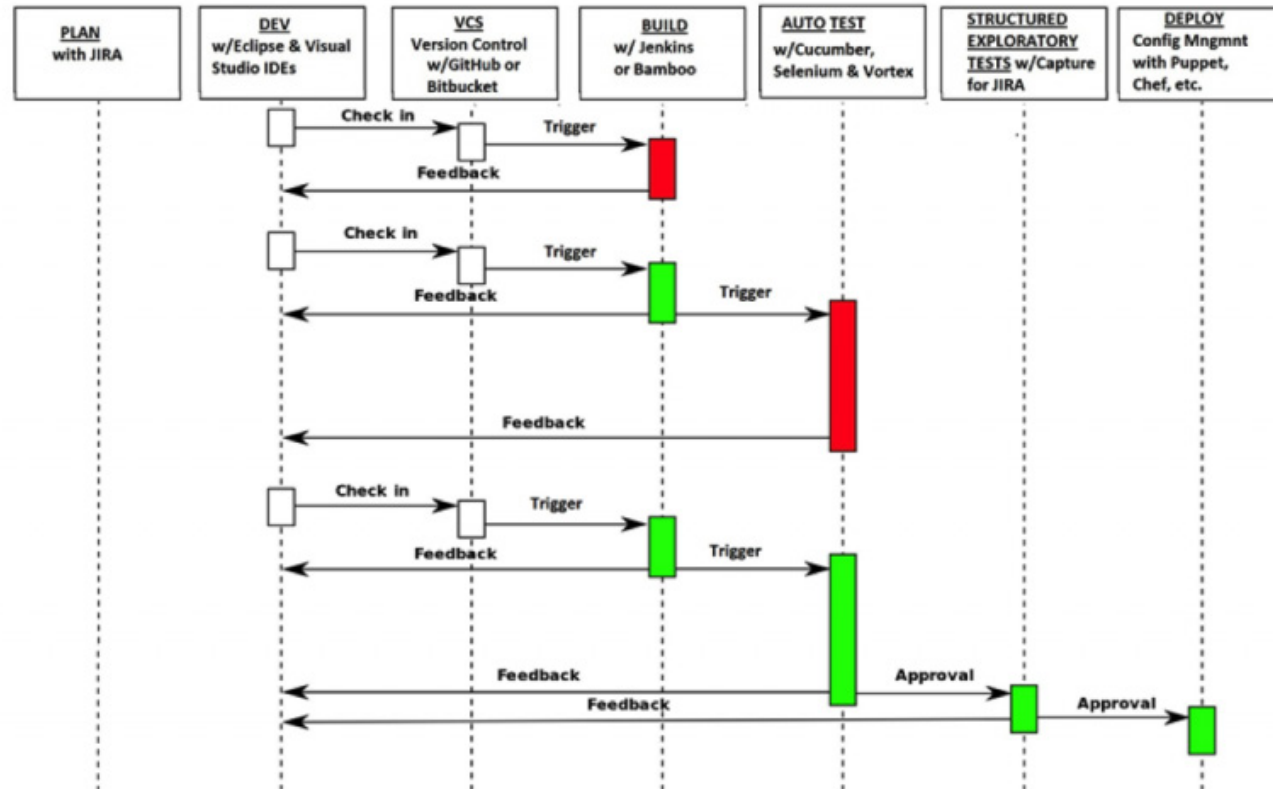 PLAN
with JIRA
DEV
w/Eclipse & Visual
Studio IDEs
VCS
Version Control
w/GitHub or
Bitbucket
BUILD
w/ Jenkins
or Bamboo
AUTO TEST
w/Cucumber,
Selenium & Vortex
STRUCTURED
EXPLORATORY
TESTS w/Capture
for JIRA
DEPLOY
Config Mngmnt
with Puppet,
Chef, etc.
Check in
Trigger
Feedback
Check in
Trigger
Feedback
Trigger
Feedback
Check in
Trigger
Feedback
Trigger
Feedback
Approval
Feedback
Approval